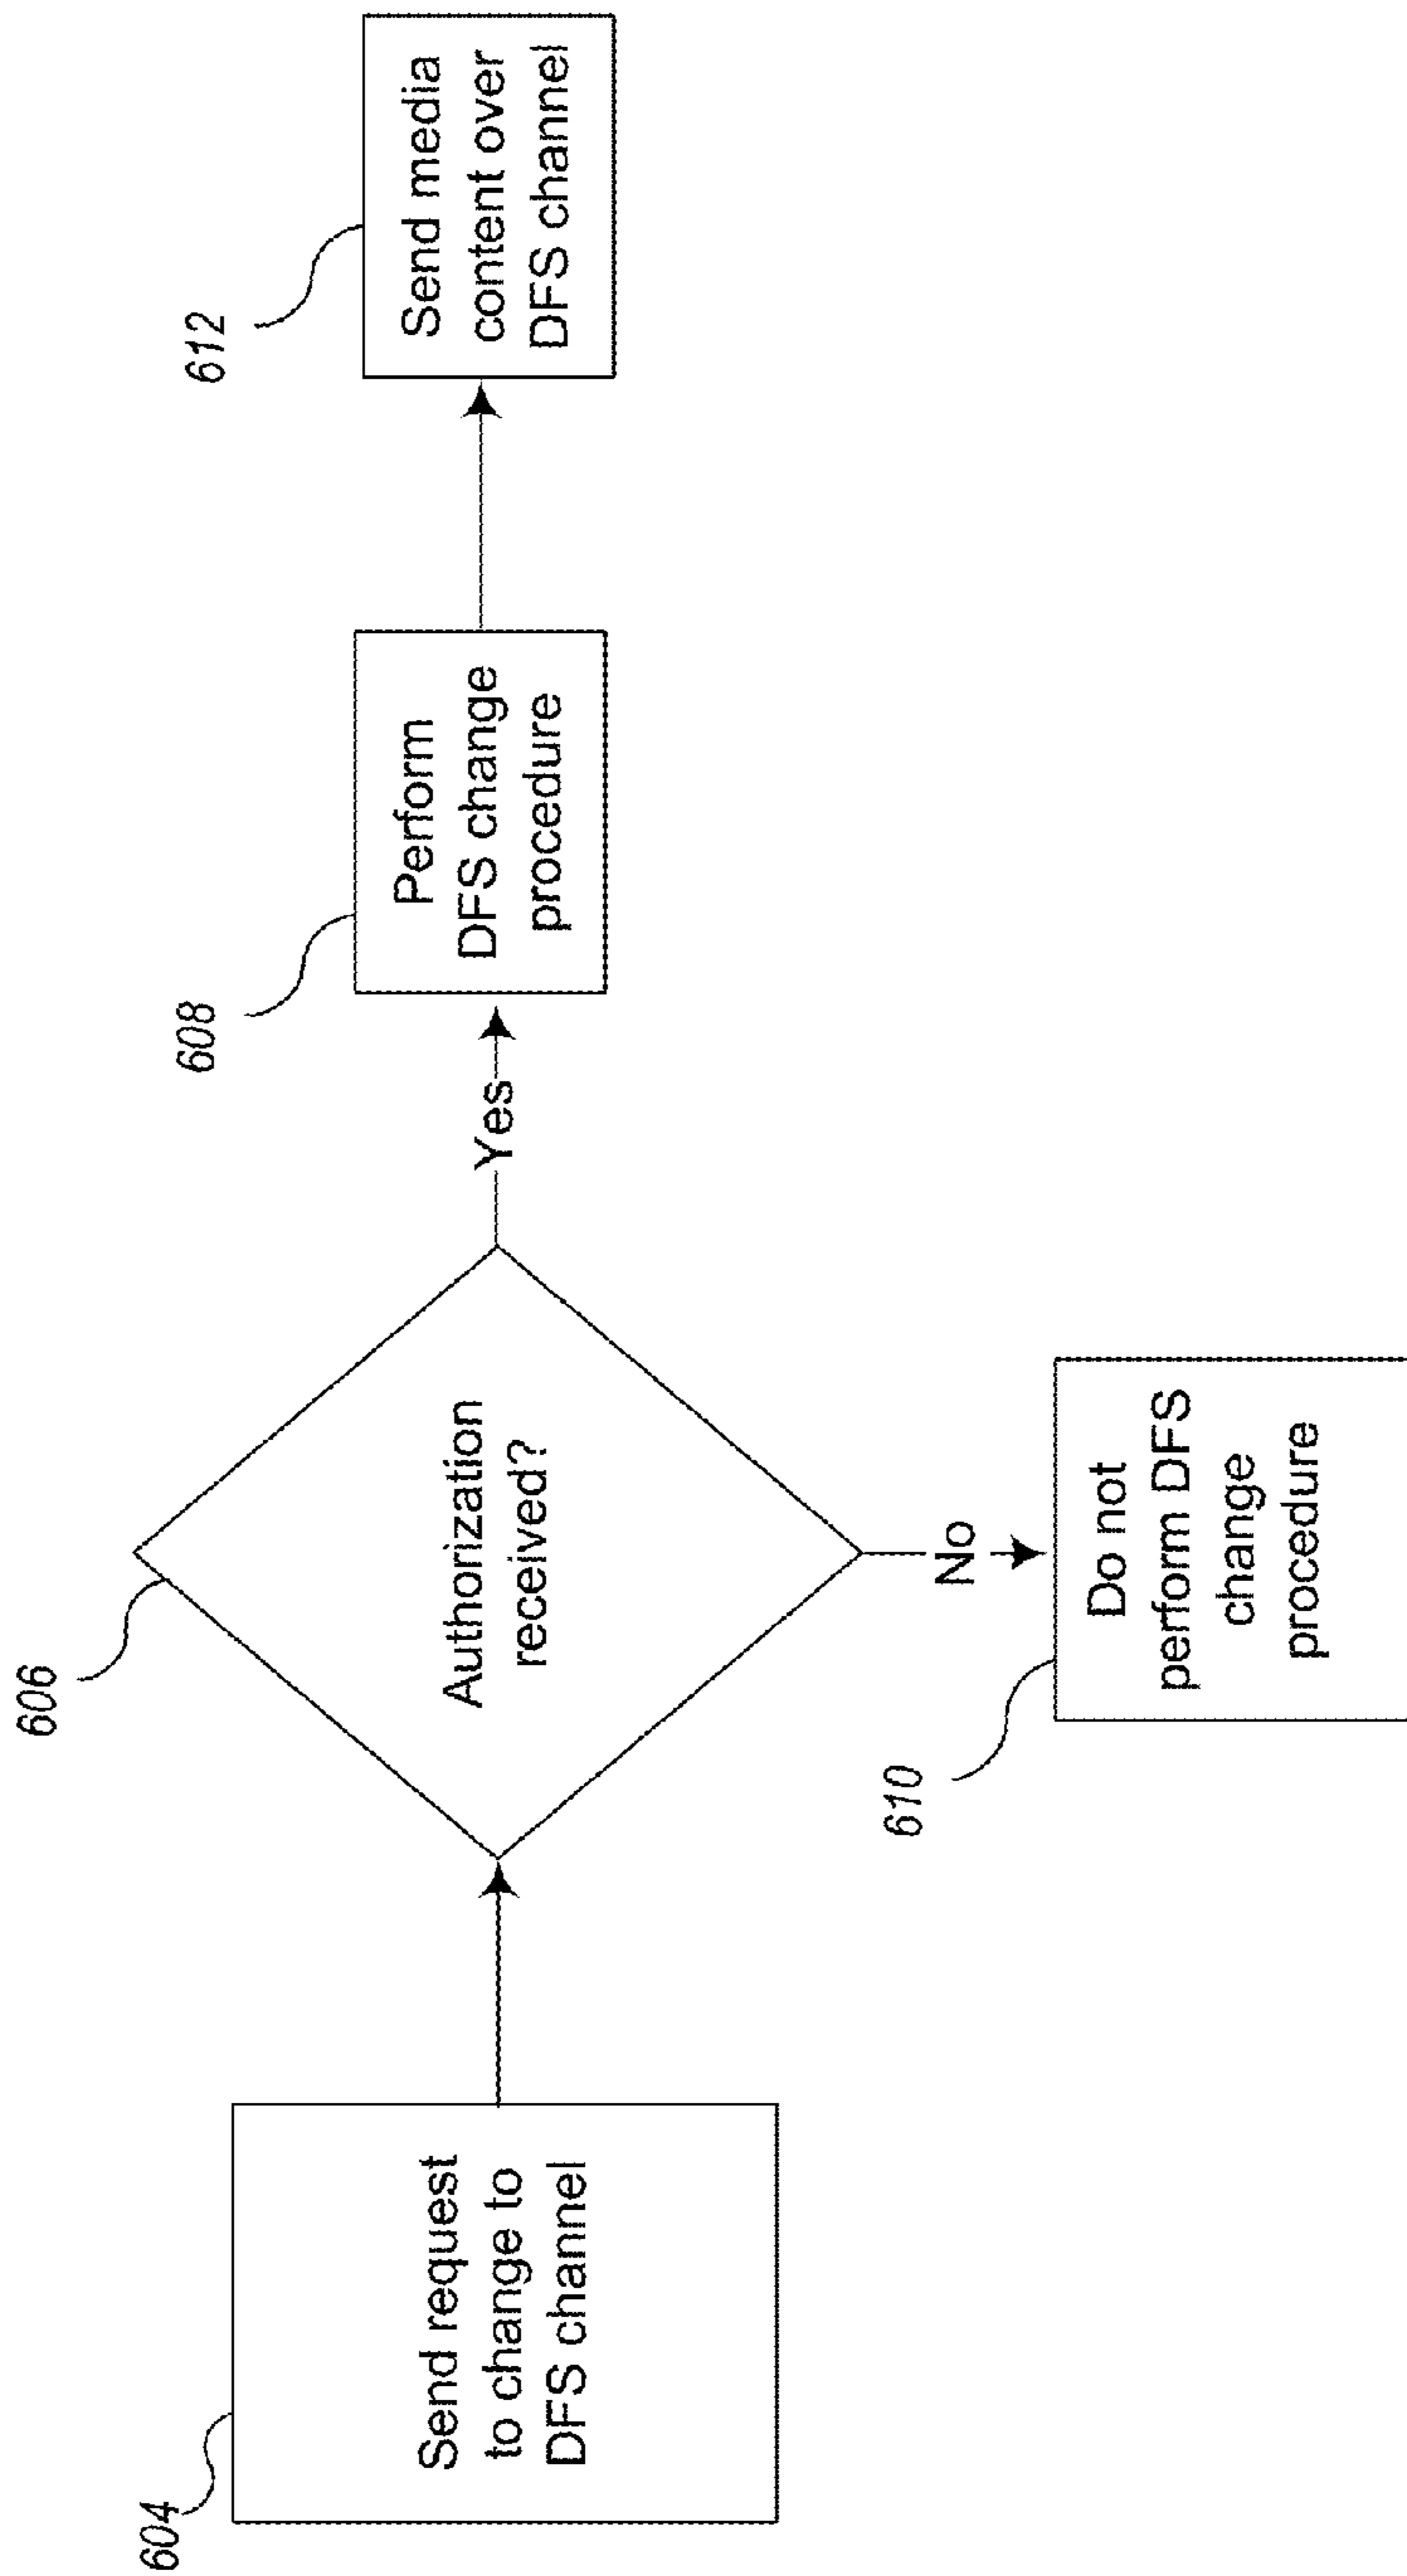 604
Send request
to change to
DFS channel
606
Authorization
received?
Yes
608
Perform
DFS change
procedure
612
Send media
content over
DFS channel
No
610
Do not
perform DFS
change
procedure